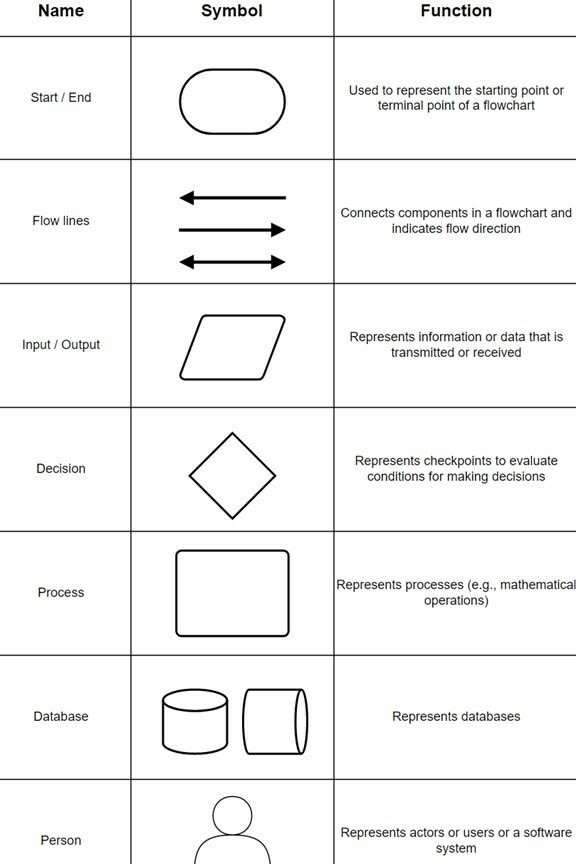 Name Symbol Function
Start / End
Used to represent the starting point or
terminal point of a flowchart
Flow lines
Connects components in a flowchart and
indicates flow direction
Input / Output
Represents information or data that is
transmitted or received
Decision
Represents checkpoints to evaluate
conditions for making decisions
Process
Represents processes (e.g., mathematical
operations)
Database
Represents databases
Person
Represents actors or users or a software
system